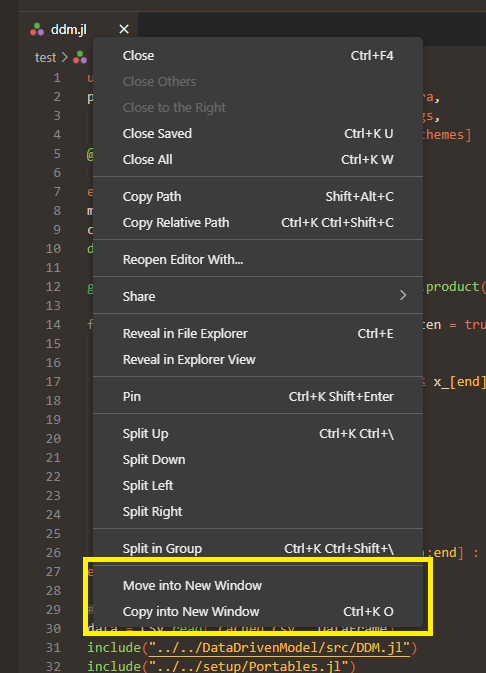 ddm.jl
test
Close Ctrl+F4
Close Others
Close to the Right
Close Saved Ctrl+K U
Close All Ctrl+K W
Copy Path Shift+Alt+C
Copy Relative Path Ctrl+K Ctrl+Shift+C
Reopen Editor With...
Share
Reveal in File Explorer Ctrl+E
Reveal in Explorer View
Pin Ctrl+K Shift+Enter
Split Up Ctrl+K Ctrl+\
Split Down
Split Left
Split Right
Split in Group Ctrl+K Ctrl+Shift+\
Move into New Window
Copy into New Window Ctrl+K O
1 u
2 p ra,
3 gs,
4 chemes]
5 @
6
7 e
8 m
9 c
10 d
11
12 g .product(
13
14 f ten = tru
15
16
17 x_[end]
18
19
20
21
22
23
24
25
26 end] :
27 e
28
29 #
30 data = CSV.read( cached_csv, DataFrame)
31 include("../../DataDrivenModel/src/DDM.jl")
32 include("../../setup/Portables.jl")